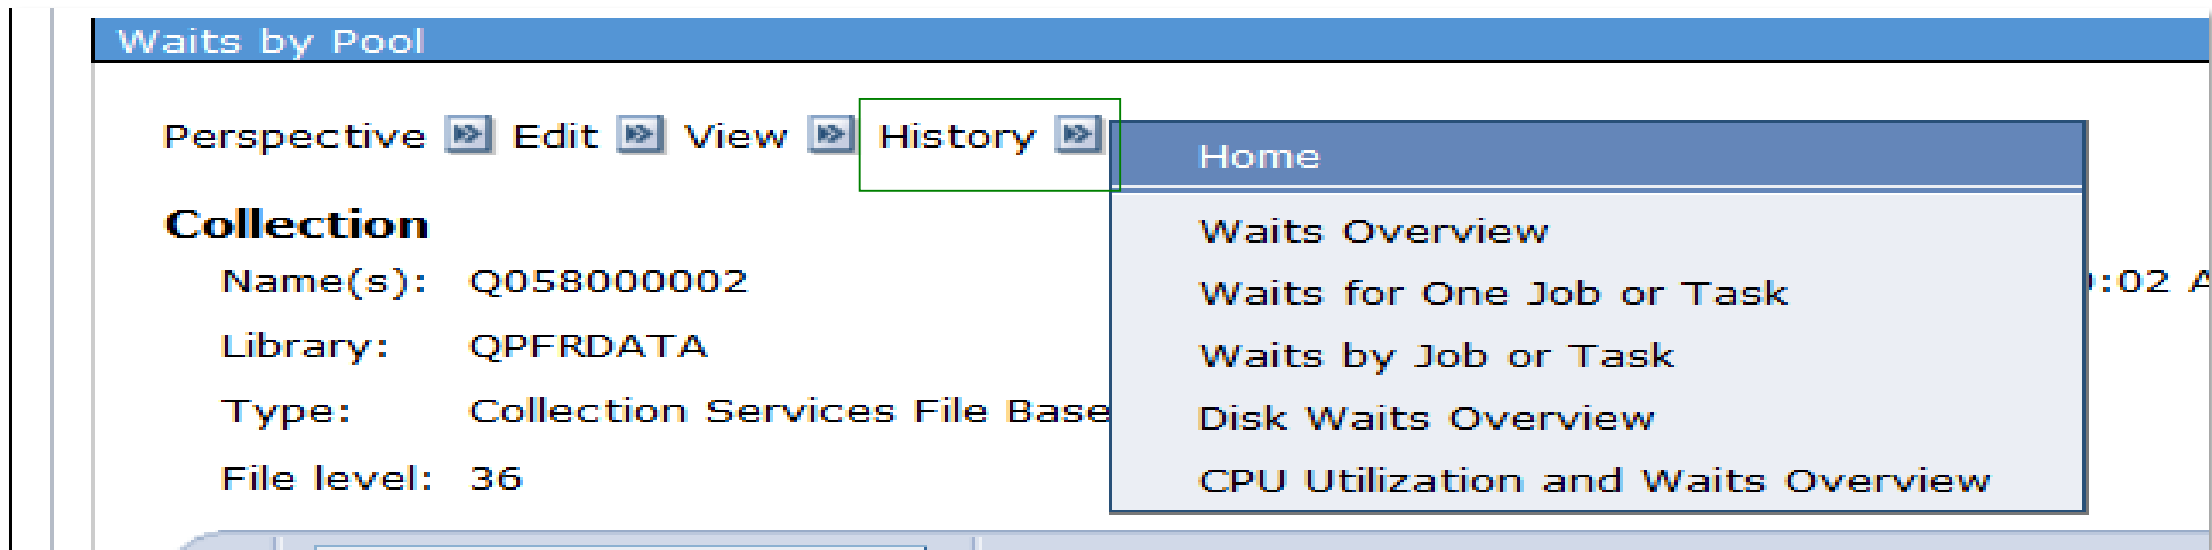 Waits by Pool
Perspective Edit View History
Home
Waits Overview
Waits for One Job or Task
Waits by Job or Task
Disk Waits Overview
CPU Utilization and Waits Overview
Collection
Name(s): Q058000002 :02 A
Library: QPFRDATA
Type: Collection Services File Base
File level: 36